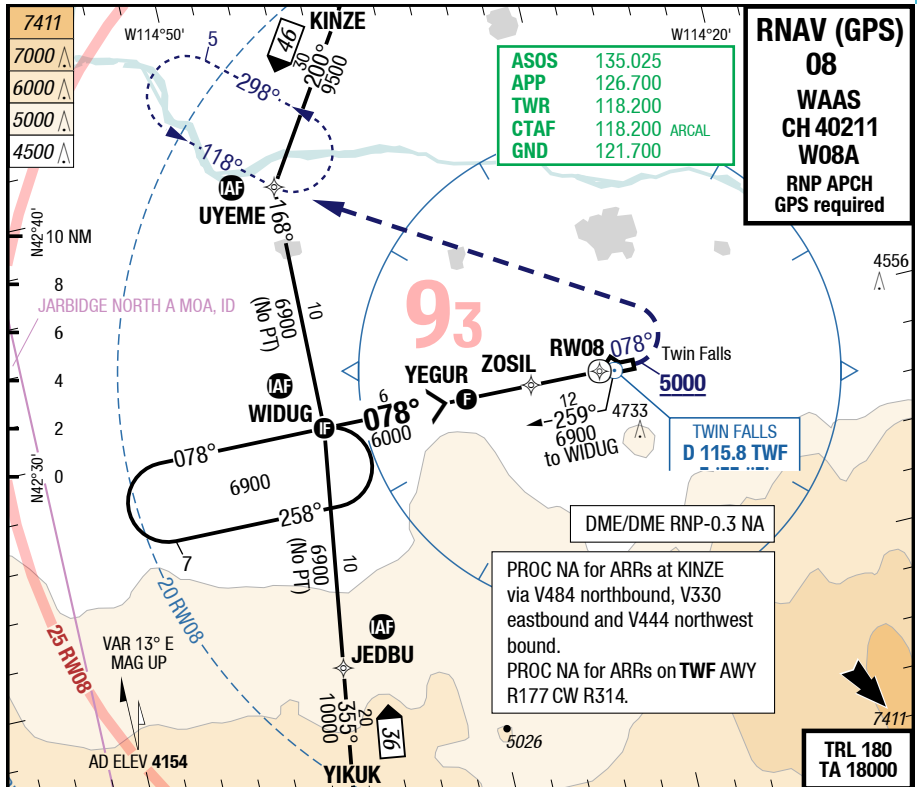 7411
7000
6000
5000
4500
W114°50'
5
KINZE
46
30
200°
9500
298°
118°
W114°20'
ASOS 135.025
APP 126.700
TWR 118.200
CTAF 118.200 ARCAL
GND 121.700
RNAV (GPS)
08
WAAS
CH 40211
W08A
RNP APCH
GPS required
IAF
UYEME
168°
N42°40'
10 NM
8
6
4
2
0
N42°30'
JARBIDGE NORTH A MOA, ID
6900
(No PT)
10
93
4556
RW08
078°
Twin Falls
5000
ZOSIL
YEGUR
F
IAF
WIDUG
IF
6
078°
6000
12
259°
6900
to WIDUG
4733
TWIN FALLS
D 115.8 TWF
078°
6900
258°
7
6900
(No PT)
10
DME/DME RNP-0.3 NA
PROC NA for ARRs at KINZE
via V484 northbound, V330
eastbound and V444 northwest
bound.
PROC NA for ARRs on TWF AWY
R177 CW R314.
20 RW08
25 RW08
VAR 13° E
MAG UP
IAF
JEDBU
355°
20
10000
36
YIKUK
AD ELEV 4154
5026
7411
TRL 180
TA 18000